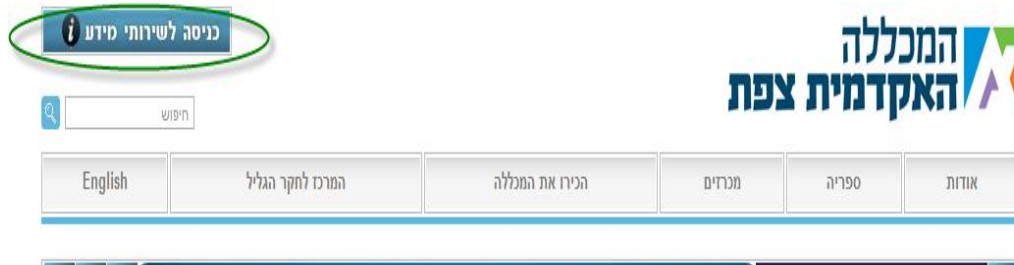 כניסה לשירותי מידע
המכללה
האקדמית צפת
חיפוש
אודות
ספריה
מכרזים
הכירו את המכללה
המרכז לחקר הגליל
English